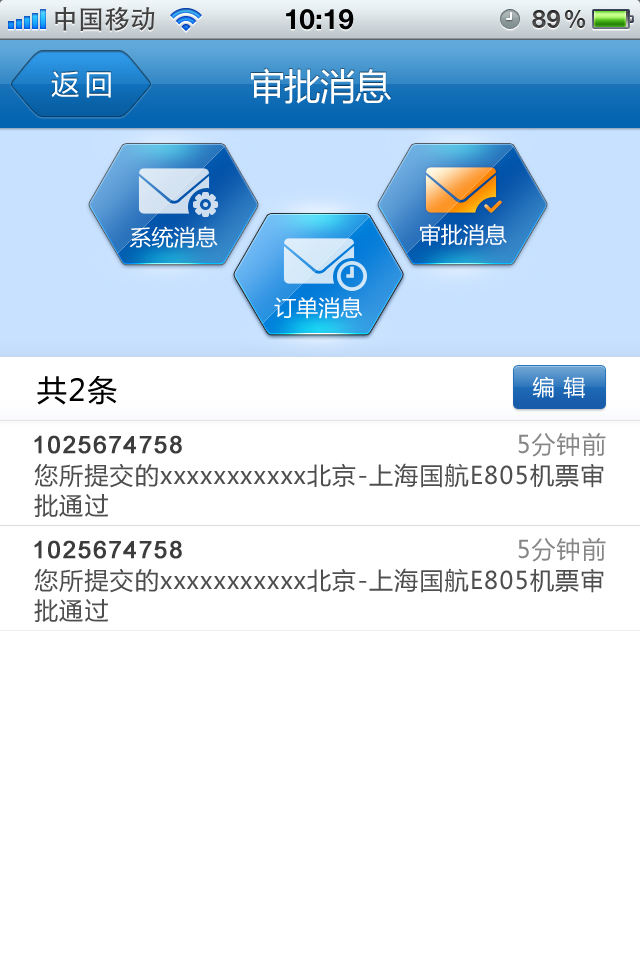 中国移动 10:19 89%
返回 审批消息
系统消息 审批消息
订单消息
共2条 编辑
1025674758 5分钟前
您所提交的xxxxxxxxxxxx北京-上海国航E805机票审
批通过
1025674758 5分钟前
您所提交的xxxxxxxxxxxx北京-上海国航E805机票审
批通过